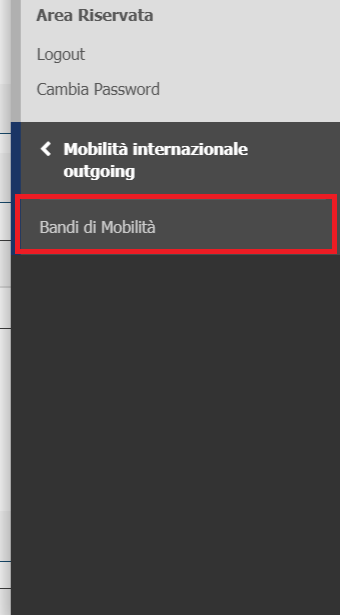 Area Riservata
Logout
Cambia Password
Mobilità internazionale
outgoing
Bandi di Mobilità